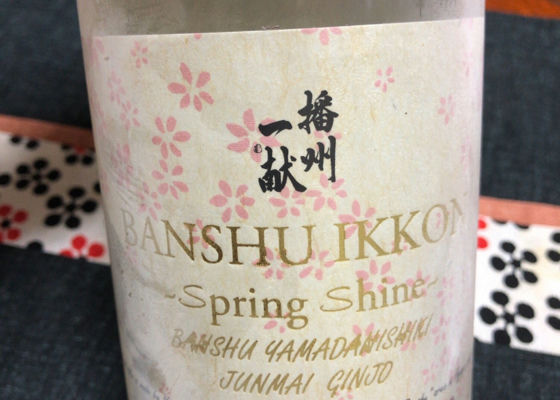 播州
一献
BANSHU IKKON
~Spring Shine~
BANSHU YAMADANISHIKI
JUNMAI GINJO